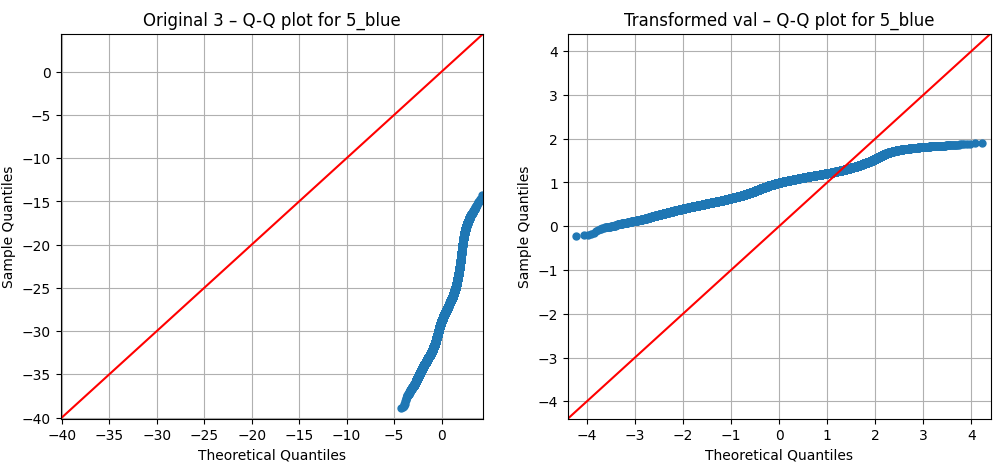 Original 3 – Q-Q plot for 5_blue
Sample Quantiles
0
−5
−10
−15
−20
−25
−30
−35
−40
−40 −35 −30 −25 −20 −15 −10 −5 0
Theoretical Quantiles
Transformed val – Q-Q plot for 5_blue
Sample Quantiles
4
3
2
1
0
−1
−2
−3
−4
−4 −3 −2 −1 0 1 2 3 4
Theoretical Quantiles